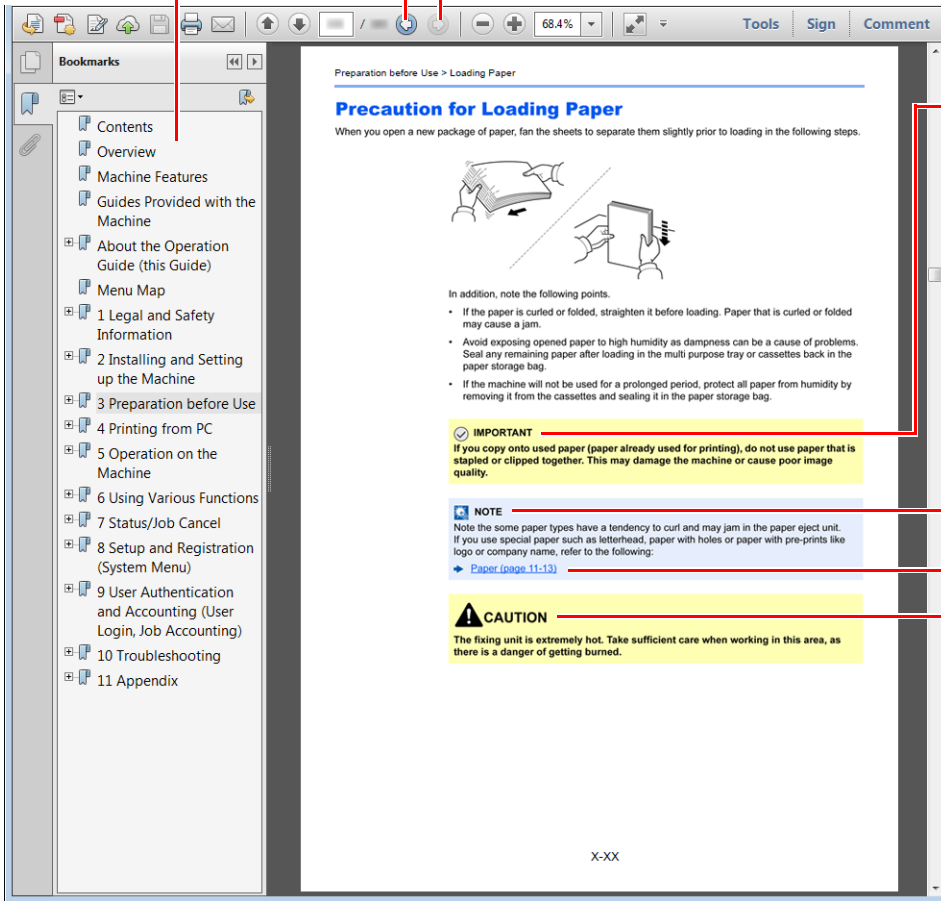 /
68.4%
Tools
Sign
Comment
Bookmarks
Contents
Overview
Machine Features
Guides Provided with the
Machine
About the Operation
Guide (this Guide)
Menu Map
1 Legal and Safety
Information
2 Installing and Setting
up the Machine
3 Preparation before Use
4 Printing from PC
5 Operation on the
Machine
6 Using Various Functions
7 Status/Job Cancel
8 Setup and Registration
(System Menu)
9 User Authentication
and Accounting (User
Login, Job Accounting)
10 Troubleshooting
11 Appendix
Preparation before Use > Loading Paper
Precaution for Loading Paper
When you open a new package of paper, fan the sheets to separate them slightly prior to loading in the following steps.
In addition, note the following points.
• If the paper is curled or folded, straighten it before loading. Paper that is curled or folded
may cause a jam.
• Avoid exposing opened paper to high humidity as dampness can be a cause of problems.
Seal any remaining paper after loading in the multi purpose tray or cassettes back in the
paper storage bag.
• If the machine will not be used for a prolonged period, protect all paper from humidity by
removing it from the cassettes and sealing it in the paper storage bag.
IMPORTANT
If you copy onto used paper (paper already used for printing), do not use paper that is
stapled or clipped together. This may damage the machine or cause poor image
quality.
NOTE
Note the some paper types have a tendency to curl and may jam in the paper eject unit.
If you use special paper such as letterhead, paper with holes or paper with pre-prints like
logo or company name, refer to the following:
Paper (page 11-13)
CAUTION
The fixing unit is extremely hot. Take sufficient care when working in this area, as
there is a danger of getting burned.
X-XX